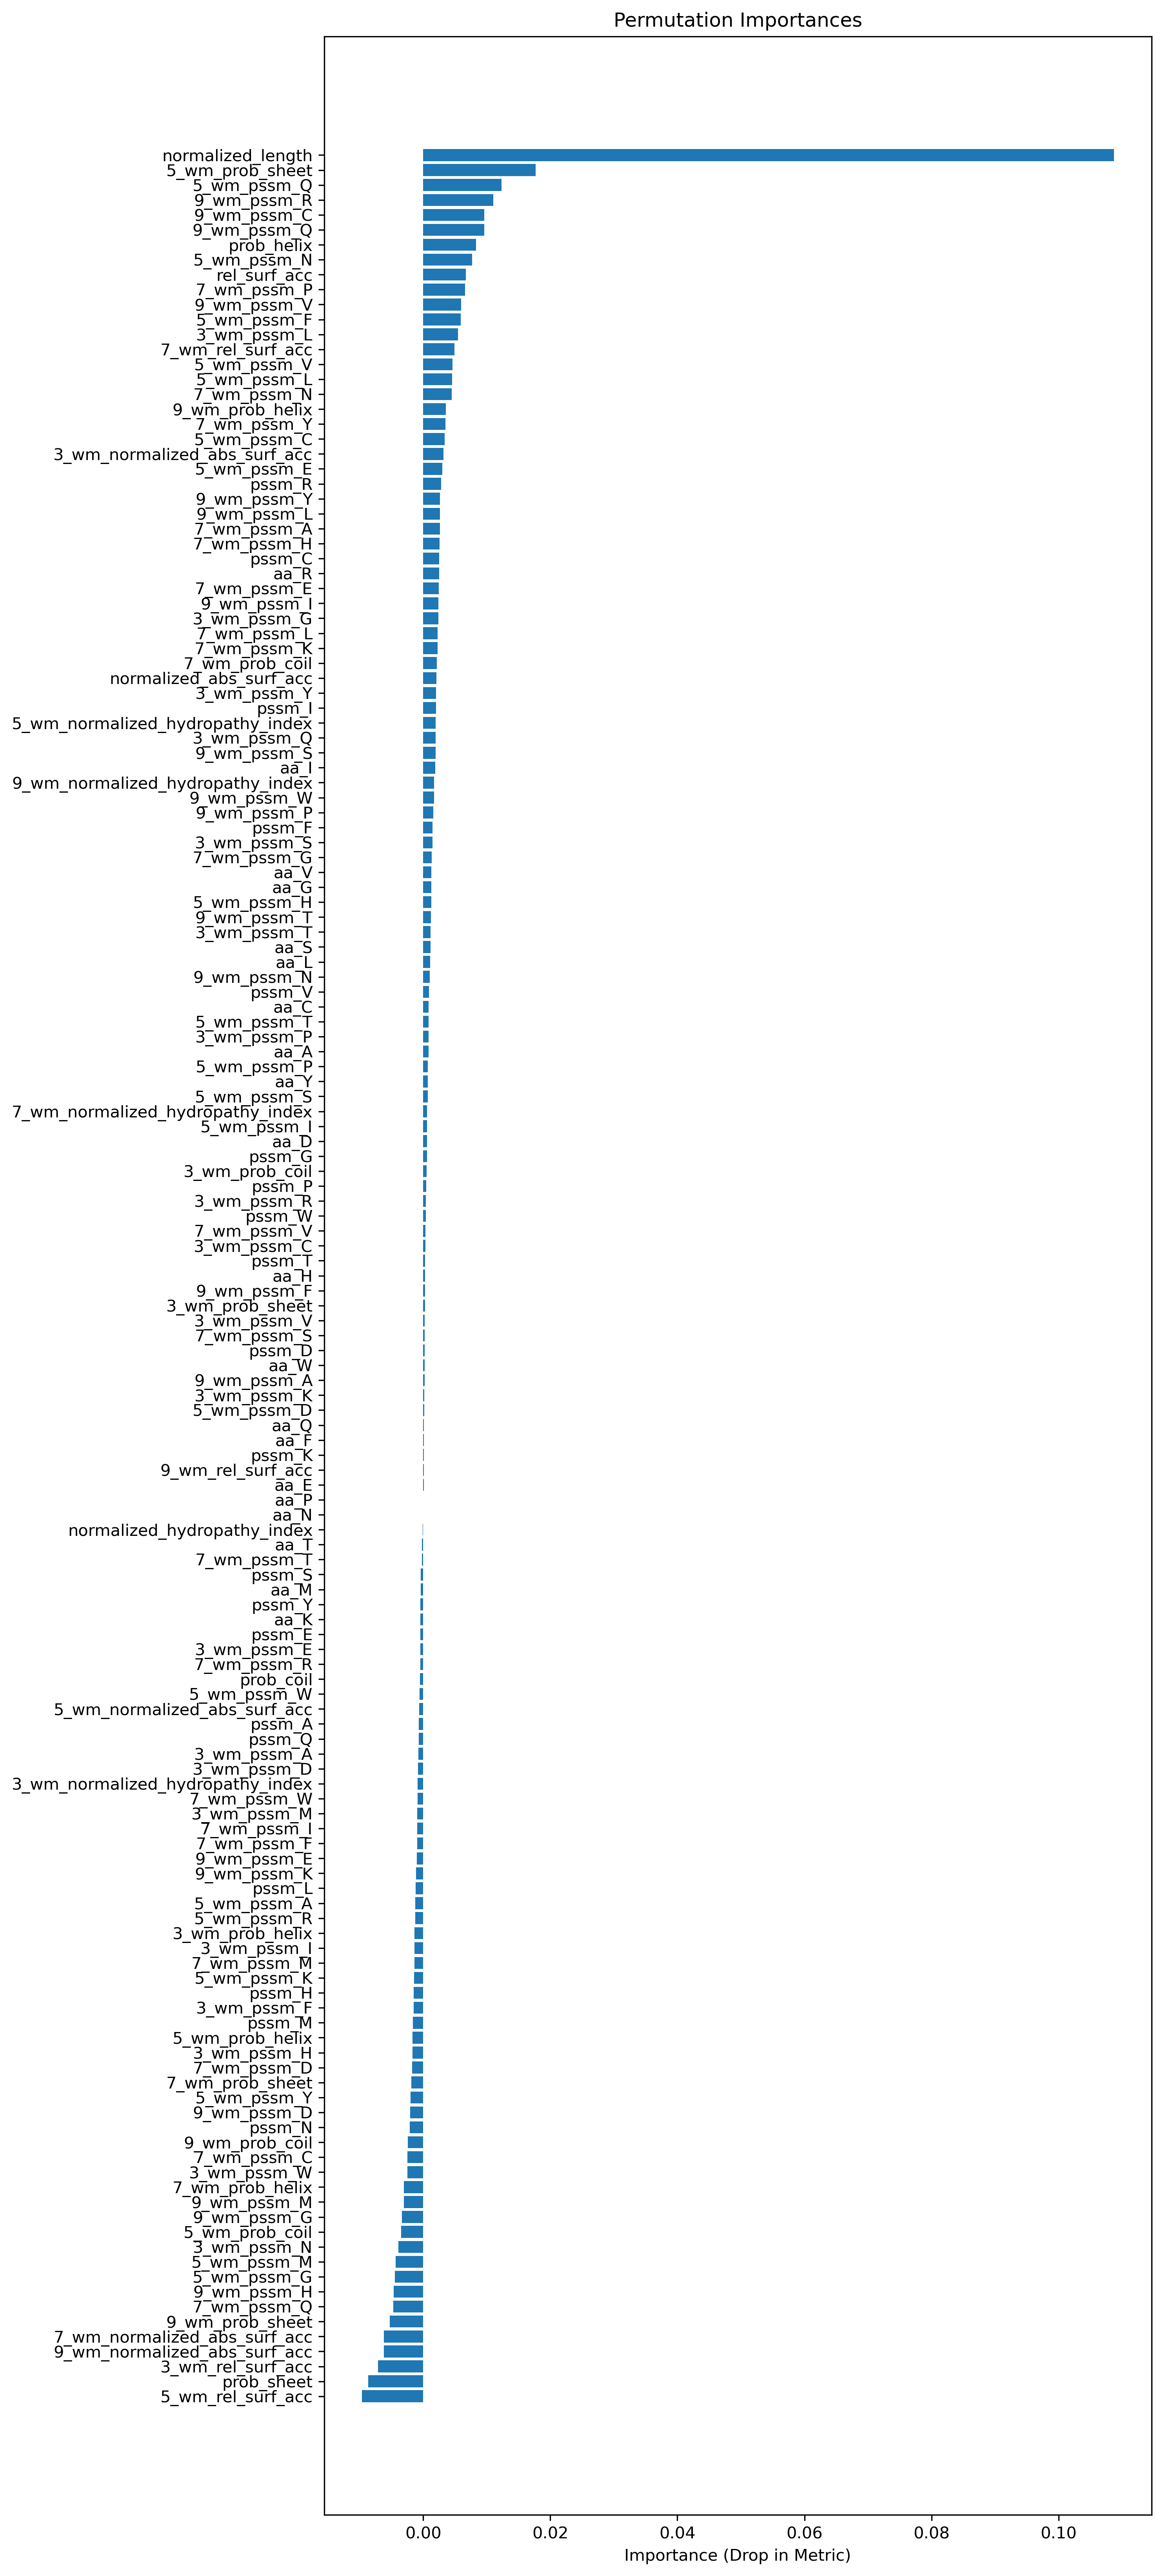 Permutation Importances
normalized_length
5_wm_prob_sheet
5_wm_pssm_Q
9_wm_pssm_R
9_wm_pssm_C
9_wm_pssm_Q
prob_helix
5_wm_pssm_N
rel_surf_acc
7_wm_pssm_P
9_wm_pssm_V
5_wm_pssm_F
3_wm_pssm_L
7_wm_rel_surf_acc
5_wm_pssm_V
5_wm_pssm_L
7_wm_pssm_N
9_wm_prob_helix
7_wm_pssm_Y
5_wm_pssm_C
3_wm_normalized_abs_surf_acc
5_wm_pssm_E
pssm_R
9_wm_pssm_Y
9_wm_pssm_L
7_wm_pssm_A
7_wm_pssm_H
pssm_C
aa_R
7_wm_pssm_E
9_wm_pssm_I
3_wm_pssm_G
7_wm_pssm_L
7_wm_pssm_K
7_wm_prob_coil
normalized_abs_surf_acc
3_wm_pssm_Y
pssm_I
5_wm_normalized_hydropathy_index
3_wm_pssm_Q
9_wm_pssm_S
aa_I
9_wm_normalized_hydropathy_index
9_wm_pssm_W
9_wm_pssm_P
pssm_F
3_wm_pssm_S
7_wm_pssm_G
aa_V
aa_G
5_wm_pssm_H
9_wm_pssm_T
3_wm_pssm_T
aa_S
aa_L
9_wm_pssm_N
pssm_V
aa_C
5_wm_pssm_T
3_wm_pssm_P
aa_A
5_wm_pssm_P
aa_Y
5_wm_pssm_S
7_wm_normalized_hydropathy_index
5_wm_pssm_I
aa_D
pssm_G
3_wm_prob_coil
pssm_P
3_wm_pssm_R
pssm_W
7_wm_pssm_V
3_wm_pssm_C
pssm_T
aa_H
9_wm_pssm_F
3_wm_prob_sheet
3_wm_pssm_V
7_wm_pssm_S
pssm_D
aa_W
9_wm_pssm_A
3_wm_pssm_K
5_wm_pssm_D
aa_Q
aa_F
pssm_K
9_wm_rel_surf_acc
aa_E
aa_P
aa_N
normalized_hydropathy_index
aa_T
7_wm_pssm_T
pssm_S
aa_M
pssm_Y
aa_K
pssm_E
3_wm_pssm_E
7_wm_pssm_R
prob_coil
5_wm_pssm_W
5_wm_normalized_abs_surf_acc
pssm_A
pssm_Q
3_wm_pssm_A
3_wm_pssm_D
3_wm_normalized_hydropathy_index
7_wm_pssm_W
3_wm_pssm_M
7_wm_pssm_I
7_wm_pssm_F
9_wm_pssm_E
9_wm_pssm_K
pssm_L
5_wm_pssm_A
5_wm_pssm_R
3_wm_prob_helix
3_wm_pssm_I
7_wm_pssm_M
5_wm_pssm_K
pssm_H
3_wm_pssm_F
pssm_M
5_wm_prob_helix
3_wm_pssm_H
7_wm_pssm_D
7_wm_prob_sheet
5_wm_pssm_Y
9_wm_pssm_D
pssm_N
9_wm_prob_coil
7_wm_pssm_C
3_wm_pssm_W
7_wm_prob_helix
9_wm_pssm_M
9_wm_pssm_G
5_wm_prob_coil
3_wm_pssm_N
5_wm_pssm_M
5_wm_pssm_G
9_wm_pssm_H
7_wm_pssm_Q
9_wm_prob_sheet
7_wm_normalized_abs_surf_acc
9_wm_normalized_abs_surf_acc
3_wm_rel_surf_acc
prob_sheet
5_wm_rel_surf_acc
0.00 0.02 0.04 0.06 0.08 0.10
Importance (Drop in Metric)